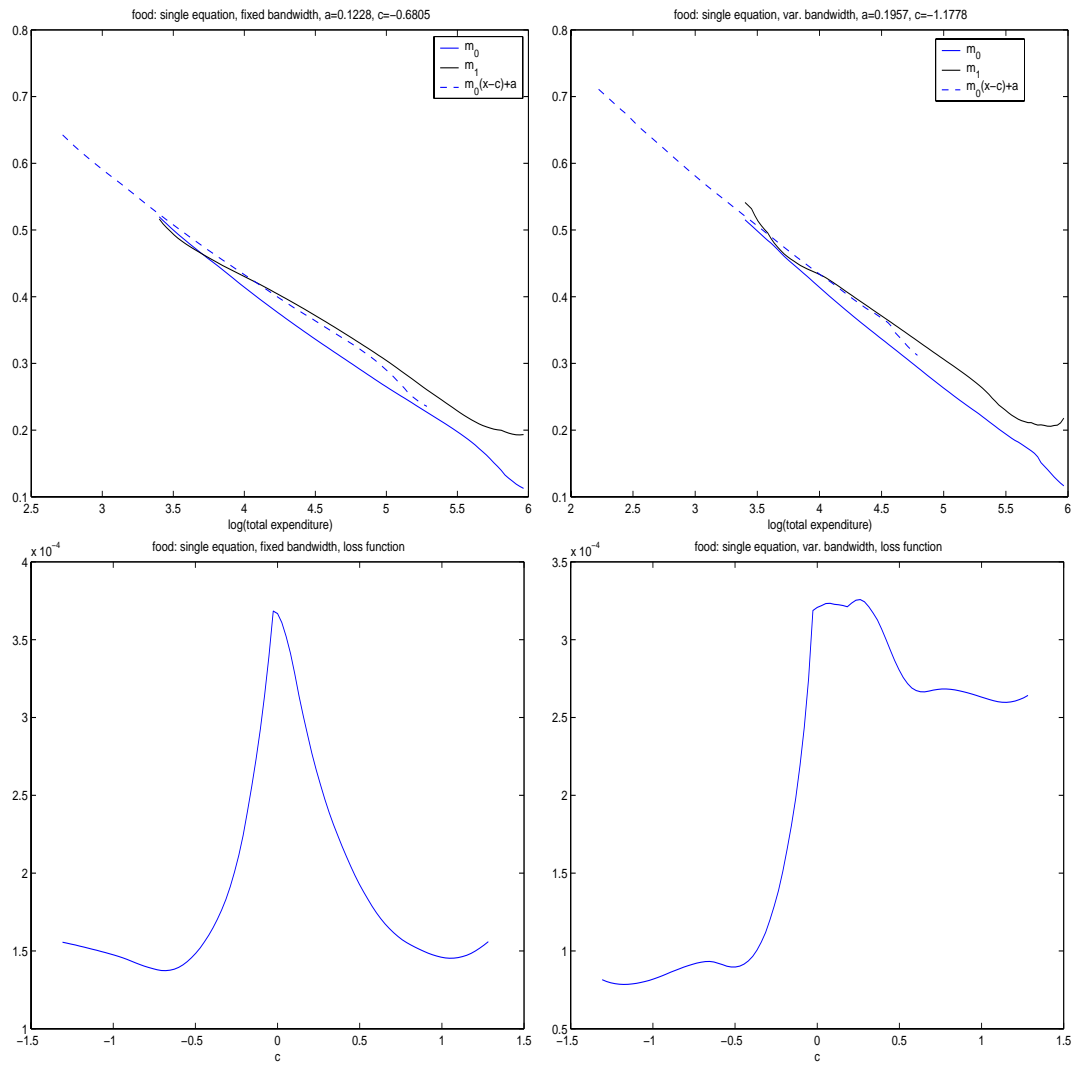 food: single equation, fixed bandwidth, a=0.1228, c=−0.6805
0.8
0.7
0.6
0.5
0.4
0.3
0.2
0.1
m0
m1
m0(x−c)+a
2.5 3 3.5 4 4.5 5 5.5 6
log(total expenditure)
food: single equation, var. bandwidth, a=0.1957, c=−1.1778
0.8
0.7
0.6
0.5
0.4
0.3
0.2
0.1
m0
m1
m0(x−c)+a
2 2.5 3 3.5 4 4.5 5 5.5 6
log(total expenditure)
food: single equation, fixed bandwidth, loss function
x 10−4
4
3.5
3
2.5
2
1.5
1
−1.5 −1 −0.5 0 0.5 1 1.5
c
food: single equation, var. bandwidth, loss function
x 10−4
3.5
3
2.5
2
1.5
1
0.5
−1.5 −1 −0.5 0 0.5 1 1.5
c